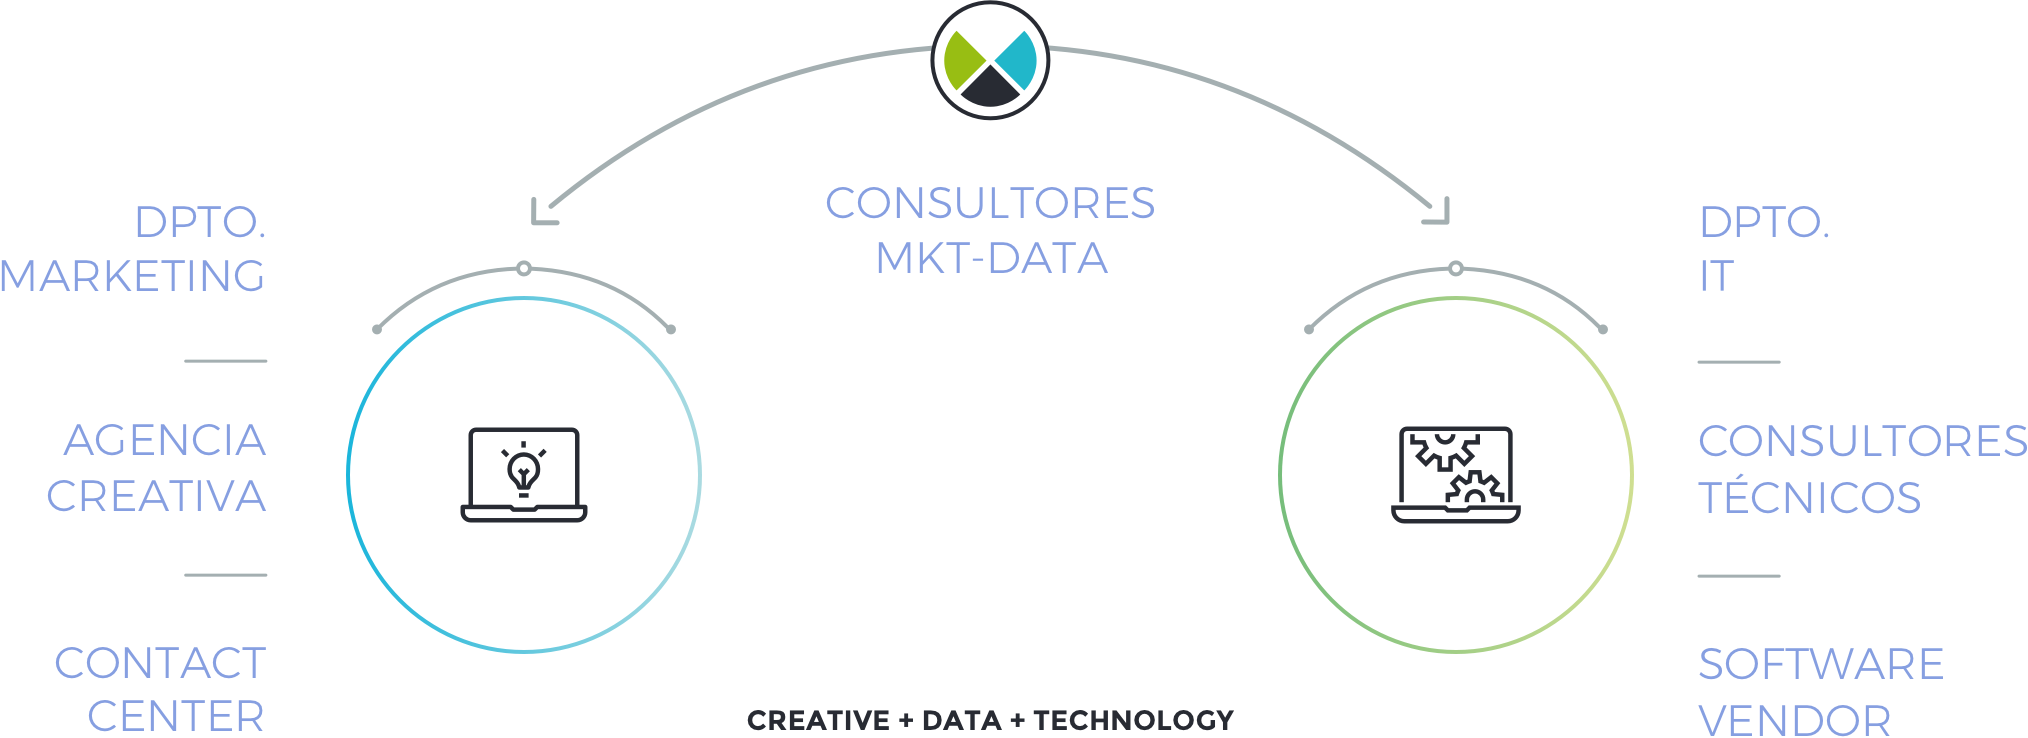 CONSULTORES
MKT-DATA
DPTO.
MARKETING
AGENCIA
CREATIVA
CONTACT
CENTER
DPTO.
IT
CONSULTORES
TÉCNICOS
SOFTWARE
VENDOR
CREATIVE + DATA + TECHNOLOGY